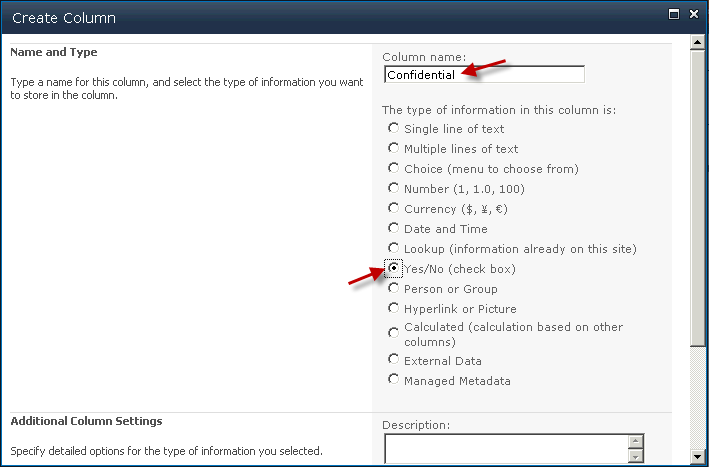 Create Column
Name and Type
Type a name for this column, and select the type of information you want
to store in the column.
Column name:
Confidential
The type of information in this column is:
Single line of text
Multiple lines of text
Choice (menu to choose from)
Number (1, 1.0, 100)
Currency ($, ¥, €)
Date and Time
Lookup (information already on this site)
Yes/No (check box)
Person or Group
Hyperlink or Picture
Calculated (calculation based on other
columns)
External Data
Managed Metadata
Additional Column Settings
Specify detailed options for the type of information you selected.
Description: